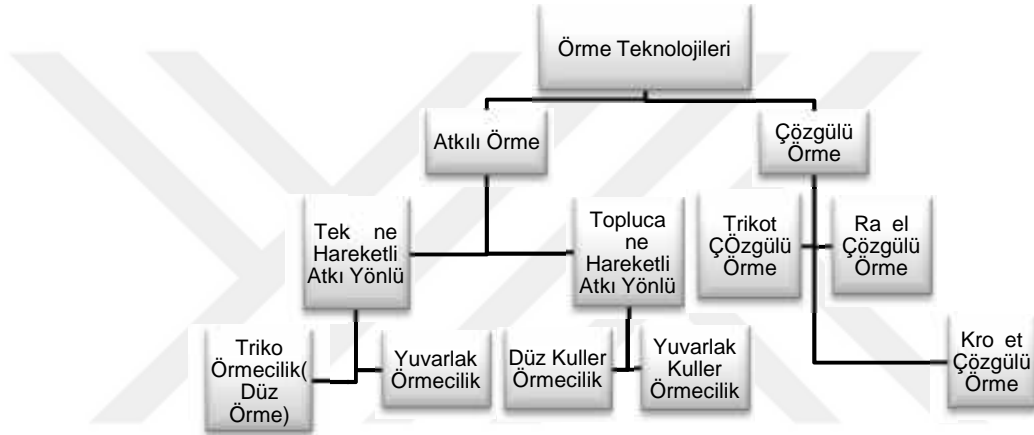 Örme Teknolojileri
Atkılı Örme
Çözgülü
Örme
Tek ne
Hareketli
Atkı Yönlü
Topluca
ne
Hareketli
Atkı Yönlü
Trikot
ÇÖzgülü
Örme
Ra el
Çözgülü
Örme
Triko
Örmecilik(
Düz
Örme)
Yuvarlak
Örmecilik
Düz Kuller
Örmecilik
Yuvarlak
Kuller
Örmecilik
Kro et
Çözgülü
Örme